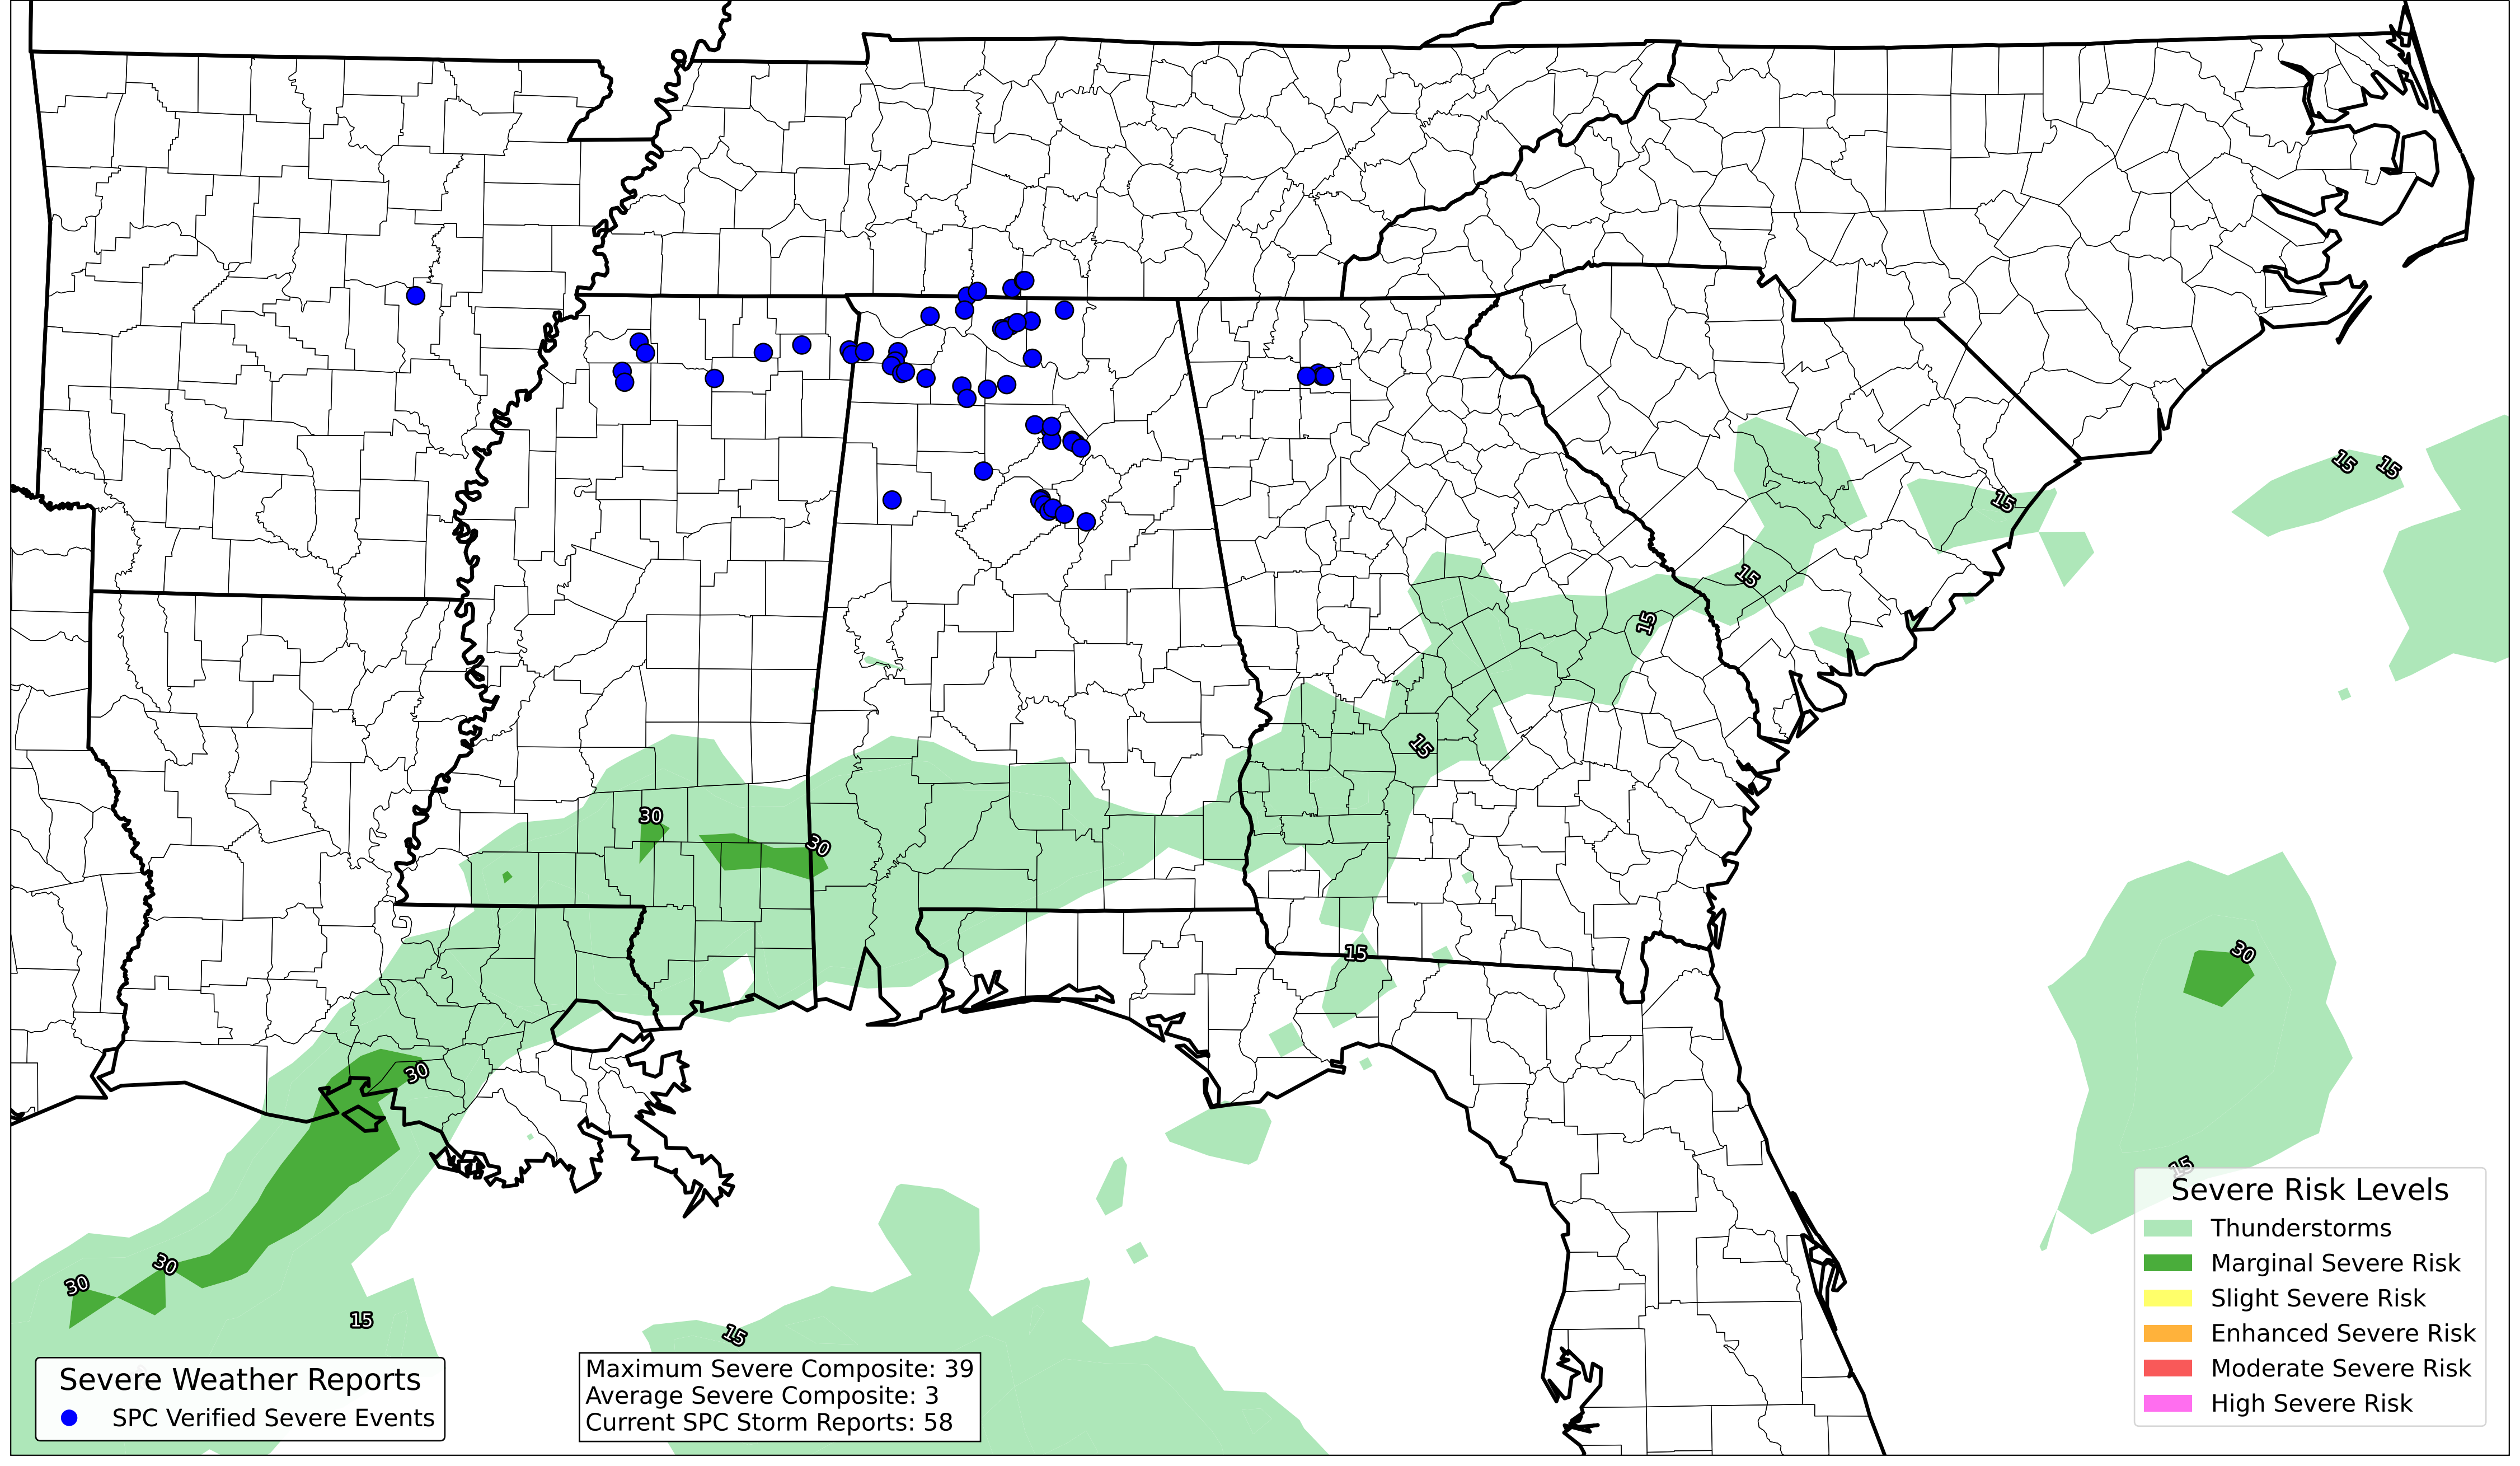 15
15
15
15
15
15
30
30
30
15
30
15
30
30
15
15
Severe Risk Levels
Thunderstorms
Marginal Severe Risk
Slight Severe Risk
Enhanced Severe Risk
Moderate Severe Risk
High Severe Risk
Severe Weather Reports
SPC Verified Severe Events
Maximum Severe Composite: 39
Average Severe Composite: 3
Current SPC Storm Reports: 58